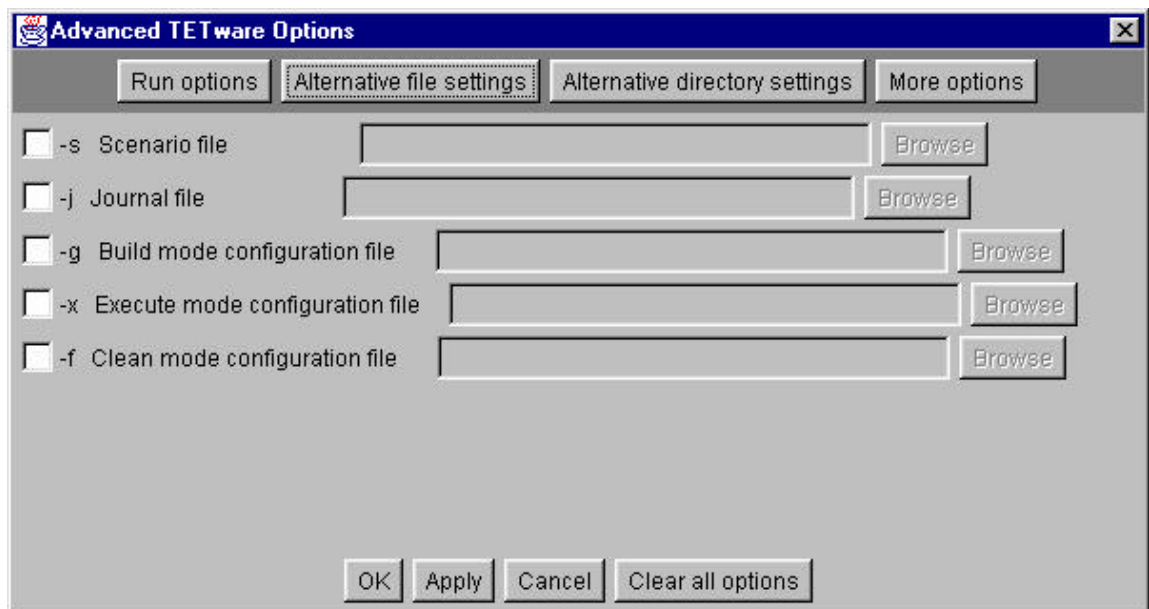 Advanced TETware Options
Run options Alternative file settings Alternative directory settings More options
-s Scenario file Browse
-j Journal file Browse
-g Build mode configuration file Browse
-x Execute mode configuration file Browse
-f Clean mode configuration file Browse
OK Apply Cancel Clear all options